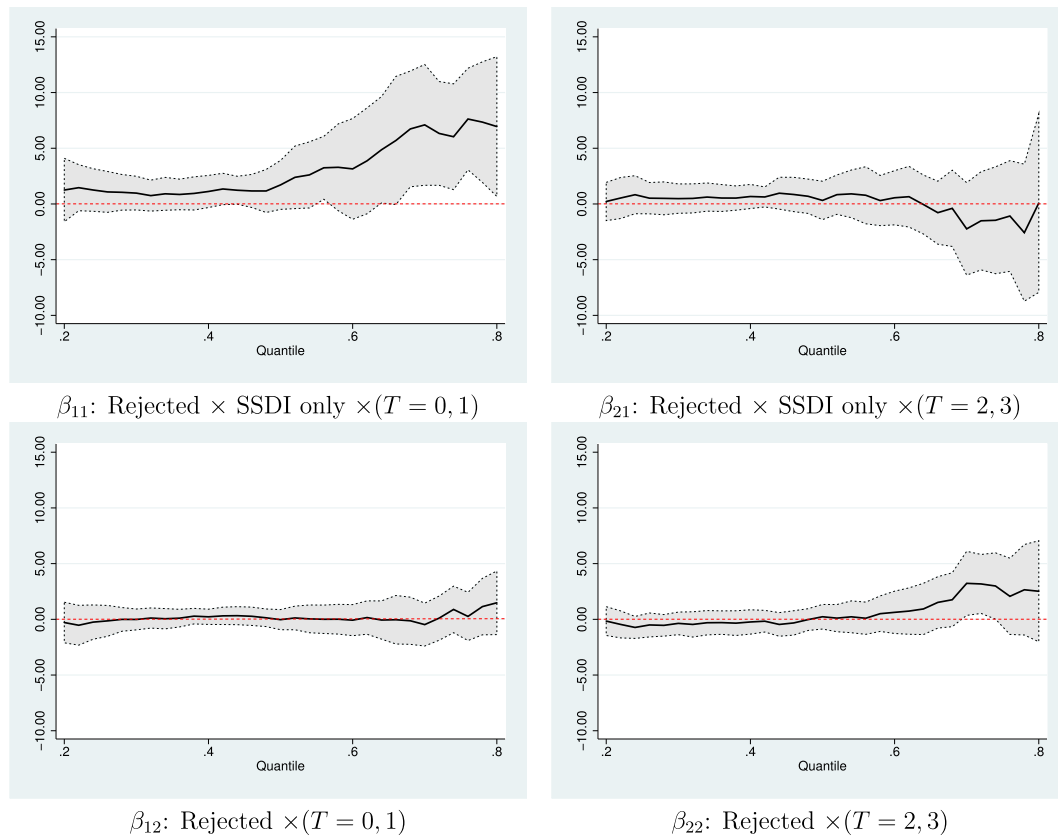 15.00
10.00
5.00
0.00
−5.00
−10.00
.2 .4 .6 .8
Quantile
β11: Rejected × SSDI only ×(T = 0, 1)
15.00
10.00
5.00
0.00
−5.00
−10.00
.2 .4 .6 .8
Quantile
β21: Rejected × SSDI only ×(T = 2, 3)
15.00
10.00
5.00
0.00
−5.00
−10.00
.2 .4 .6 .8
Quantile
β12: Rejected ×(T = 0, 1)
15.00
10.00
5.00
0.00
−5.00
−10.00
.2 .4 .6 .8
Quantile
β22: Rejected ×(T = 2, 3)